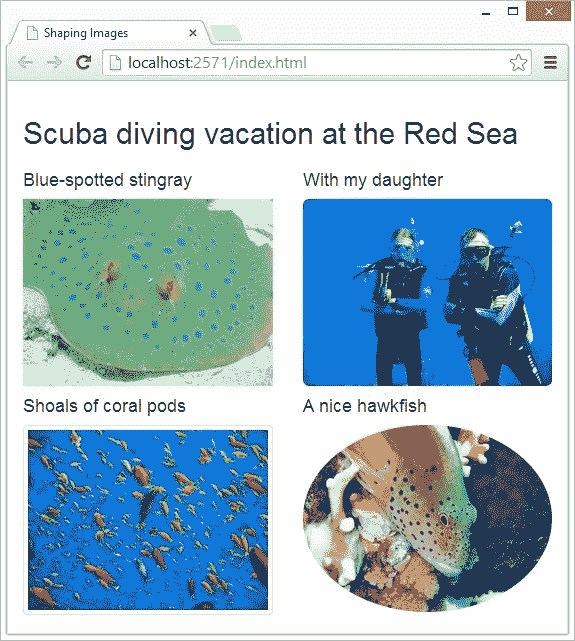 Shaping Images
localhost:2571/index.html
Scuba diving vacation at the Red Sea
Blue-spotted stingray
With my daughter
Shoals of coral pods
A nice hawkfish